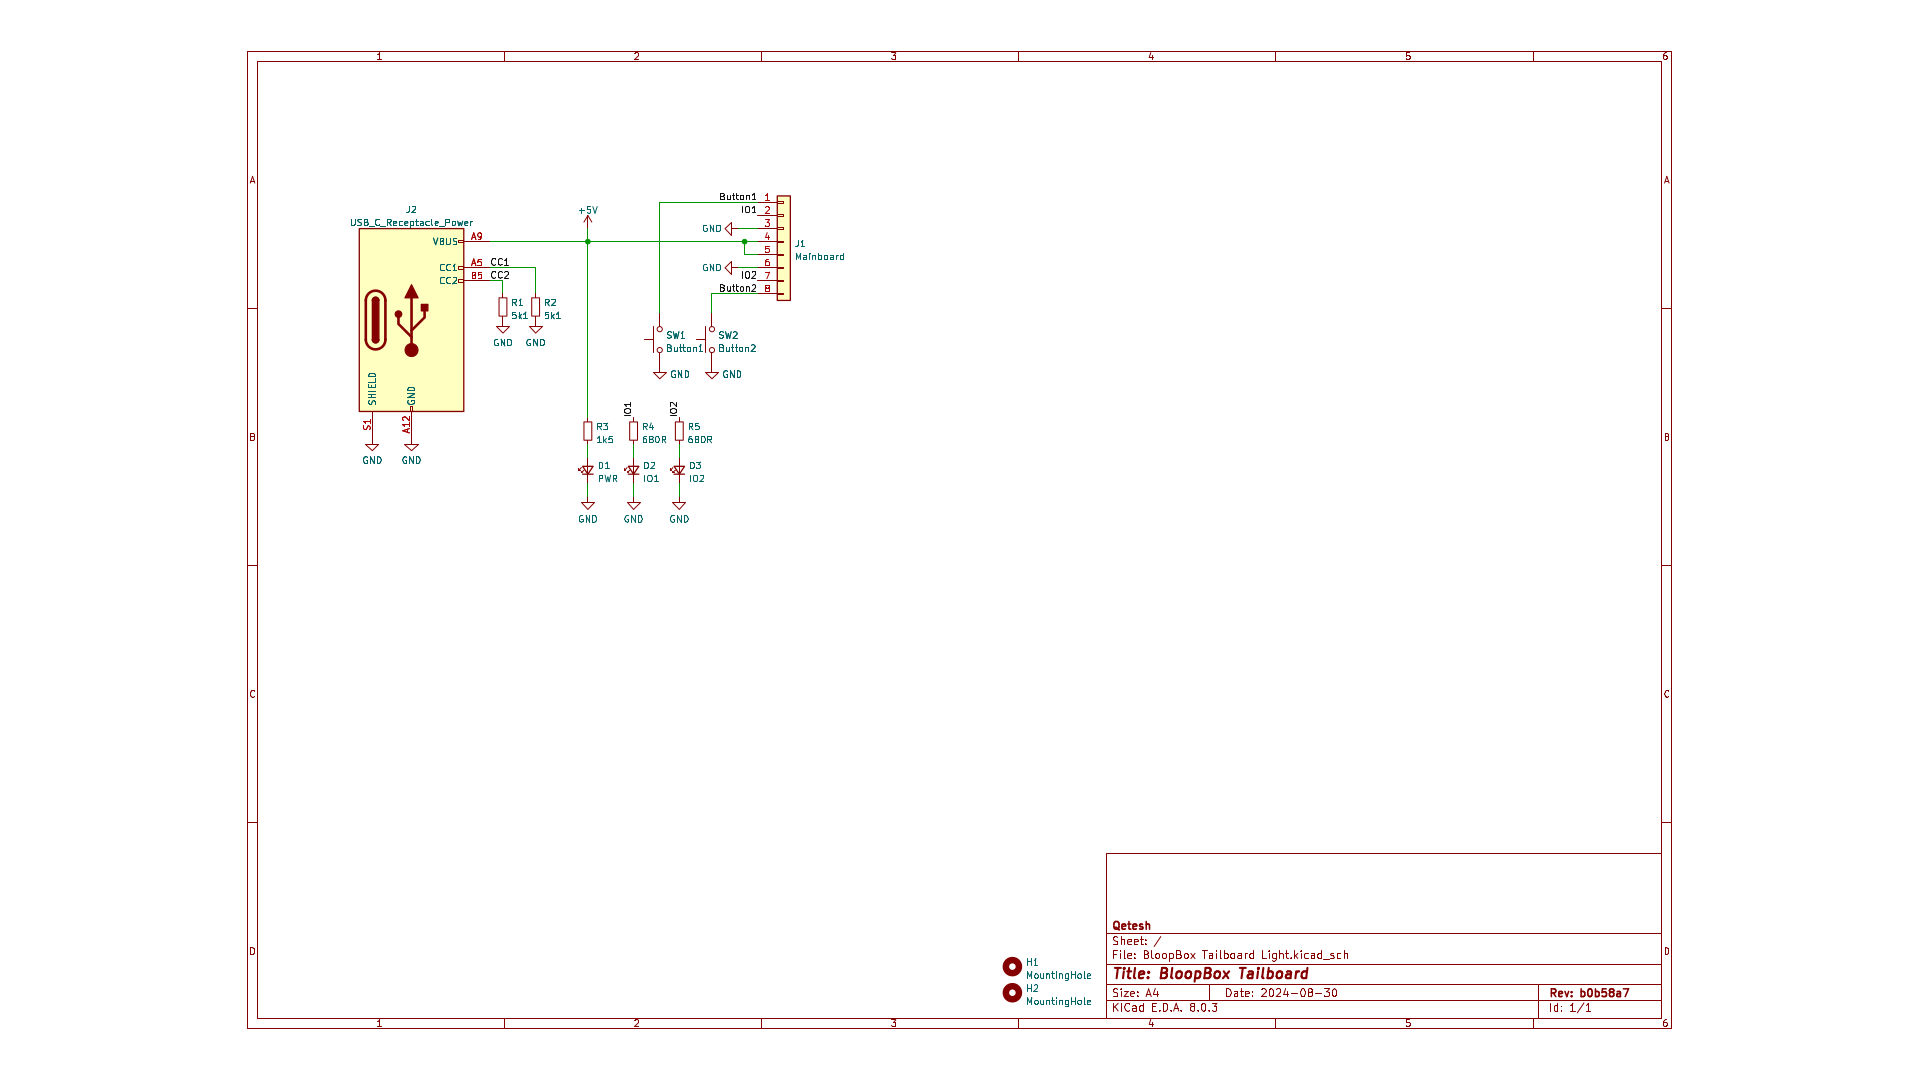 1 2 3 4 5 6
A A
J2
USB_C_Receptacle_Power
VBUS A9
CC1 A5 CC1
CC2 B5 CC2
R1
5k1
R2
5k1
GND GND
SHIELD
GND
S1
A12
GND GND
+5V
Button1 1
IO1 2
GND 3
4
5
GND 6
IO2 7
Button2 8
J1
Mainboard
SW1
Button1
SW2
Button2
GND GND
IO1 IO2
R3
1k5
R4
680R
R5
680R
D1
PWR
D2
IO1
D3
IO2
GND GND GND
B B
C C
D D
H1
MountingHole
H2
MountingHole
Qetesh
Sheet: /
File: BloopBox Tailboard Light.kicad_sch
Title: BloopBox Tailboard
Size: A4 Date: 2024-08-30 Rev: b0b58a7
KiCad E.D.A. 8.0.3 Id: 1/1
1 2 3 4 5 6